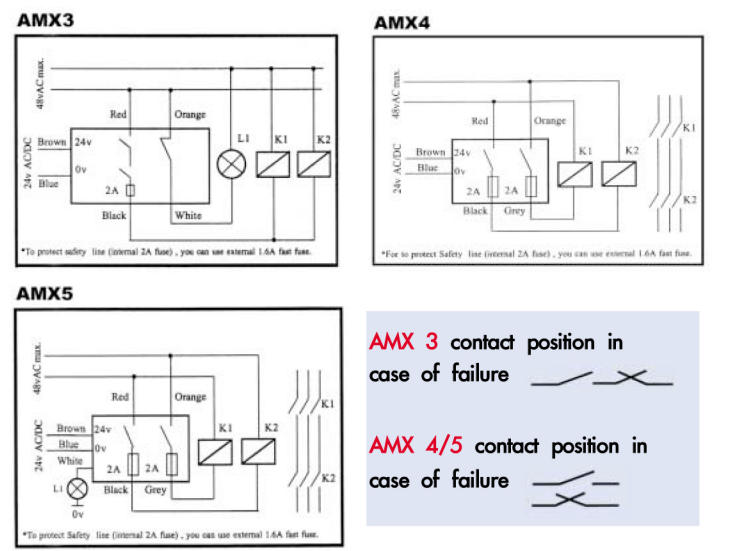 AMX3
48vAC max.
Red
Orange
24v AC/DC
Brown
24v
L1
K1
K2
0v
Blue
2A
Black
White
*To protect safety line (internal 2A fuse) , you can use external 1.6A fast fuse.
AMX4
48vAC max.
Red
Orange
K1
24v AC/DC
Brown
24v
K1
K2
Blue
0v
2A
2A
K2
Black
Grey
*For to protect Safety line (internal 2A fuse) , you can use external 1.6A fast fuse.
AMX5
48vAC max.
Red
Orange
K1
24v AC/DC
Brown
24v
K1
K2
Blue
0v
White
2A
2A
K2
L1
Black
Grey
0v
*To protect Safety line (internal 2A fuse) , you can use external 1.6A fast fuse.
AMX 3 contact position in
case of failure
AMX 4/5 contact position in
case of failure